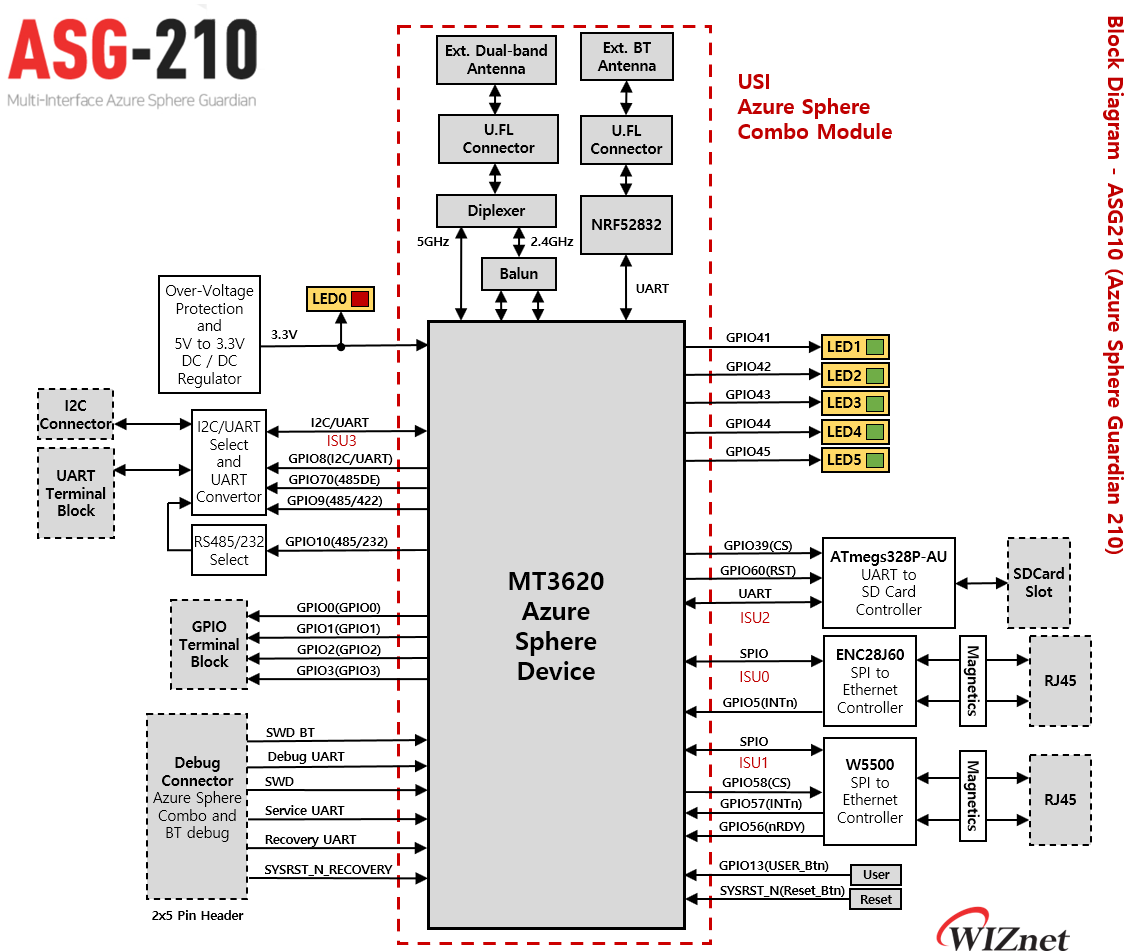 ASG-210
Multi-Interface Azure Sphere Guardian
Block Diagram - ASG210 (Azure Sphere Guardian 210)
USI
Azure Sphere
Combo Module
Ext. Dual-band
Antenna
Ext. BT
Antenna
U.FL
Connector
U.FL
Connector
Diplexer
NRF52832
5GHz
2.4GHz
Balun
UART
Over-Voltage
Protection
and
5V to 3.3V
DC / DC
Regulator
LED0
3.3V
I2C
Connector
UART
Terminal
Block
I2C/UART
Select
and
UART
Convertor
RS485/232
Select
I2C/UART
ISU3
GPIO8(I2C/UART)
GPIO70(485DE)
GPIO9(485/422)
GPIO10(485/232)
GPIO
Terminal
Block
GPIO0(GPIO0)
GPIO1(GPIO1)
GPIO2(GPIO2)
GPIO3(GPIO3)
Debug
Connector
Azure Sphere
Combo and
BT debug
2x5 Pin Header
SWD BT
Debug UART
SWD
Service UART
Recovery UART
SYSRST_N_RECOVERY
MT3620
Azure
Sphere
Device
GPIO41
LED1
GPIO42
LED2
GPIO43
LED3
GPIO44
LED4
GPIO45
LED5
GPIO39(CS)
GPIO60(RST)
UART
ISU2
ATmegs328P-AU
UART to
SD Card
Controller
SDCard
Slot
SPIO
ISU0
GPIO5(INTn)
ENC28J60
SPI to
Ethernet
Controller
Magnetics
RJ45
SPIO
ISU1
GPIO58(CS)
GPIO57(INTn)
GPIO56(nRDY)
W5500
SPI to
Ethernet
Controller
Magnetics
RJ45
GPIO13(USER_Btn)
User
SYSRST_N(Reset_Btn)
Reset
WIZnet